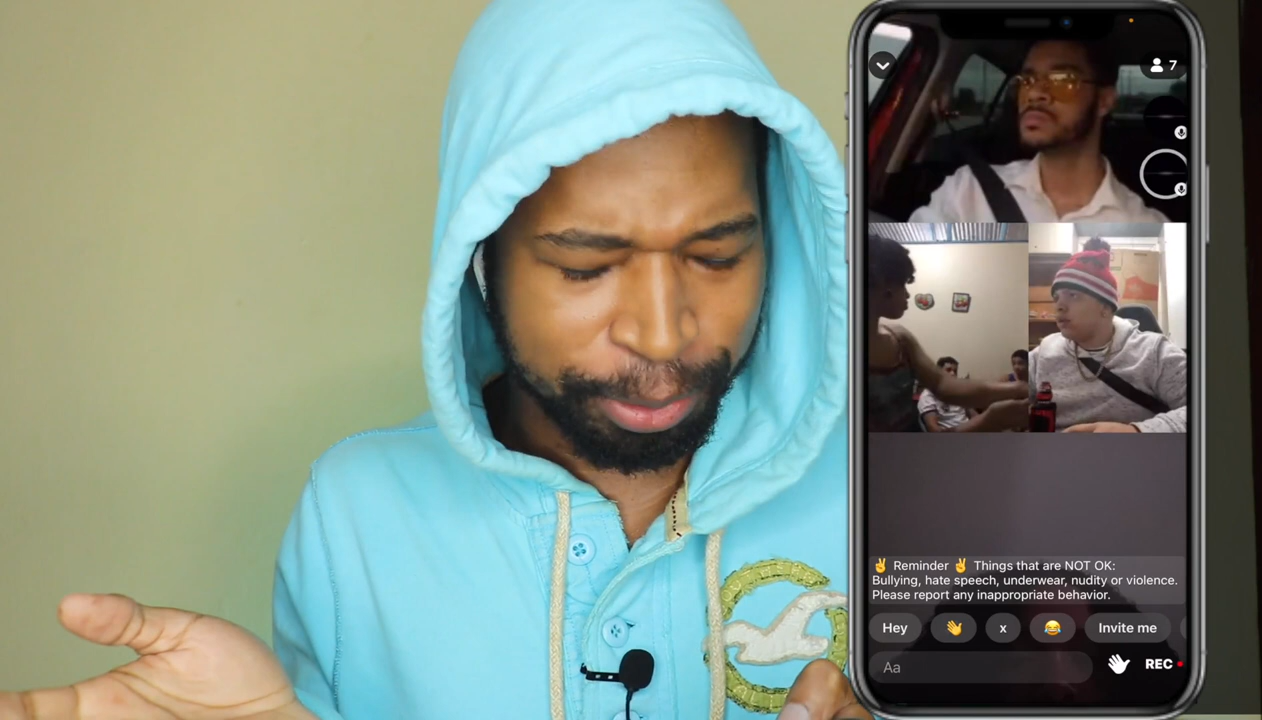 7
✌️ Reminder ✌️ Things that are NOT OK:
Bullying, hate speech, underwear, nudity or violence.
Please report any inappropriate behavior.
Hey 👋 x 😂 Invite me
Aa 👋 REC